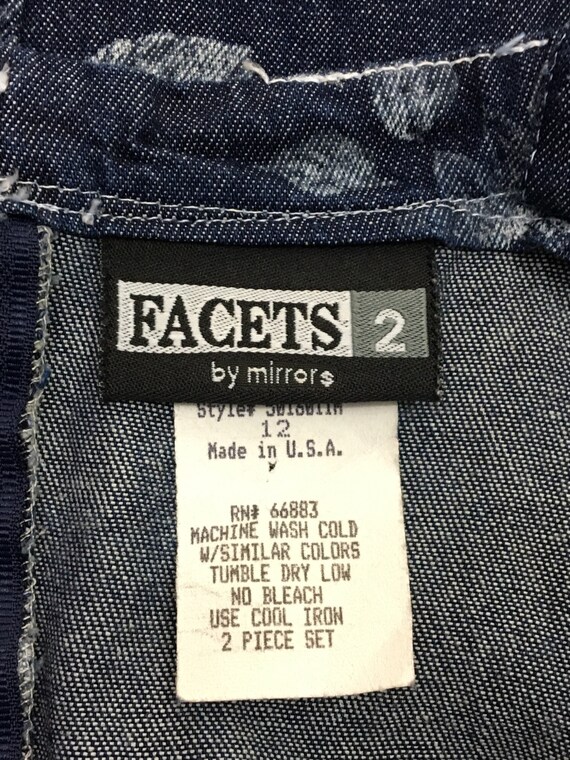 FACETS 2
by mirrors
Style#
12
Made in U.S.A.
RN# 66883
MACHINE WASH COLD
W/SIMILAR COLORS
TUMBLE DRY LOW
NO BLEACH
USE COOL IRON
2 PIECE SET